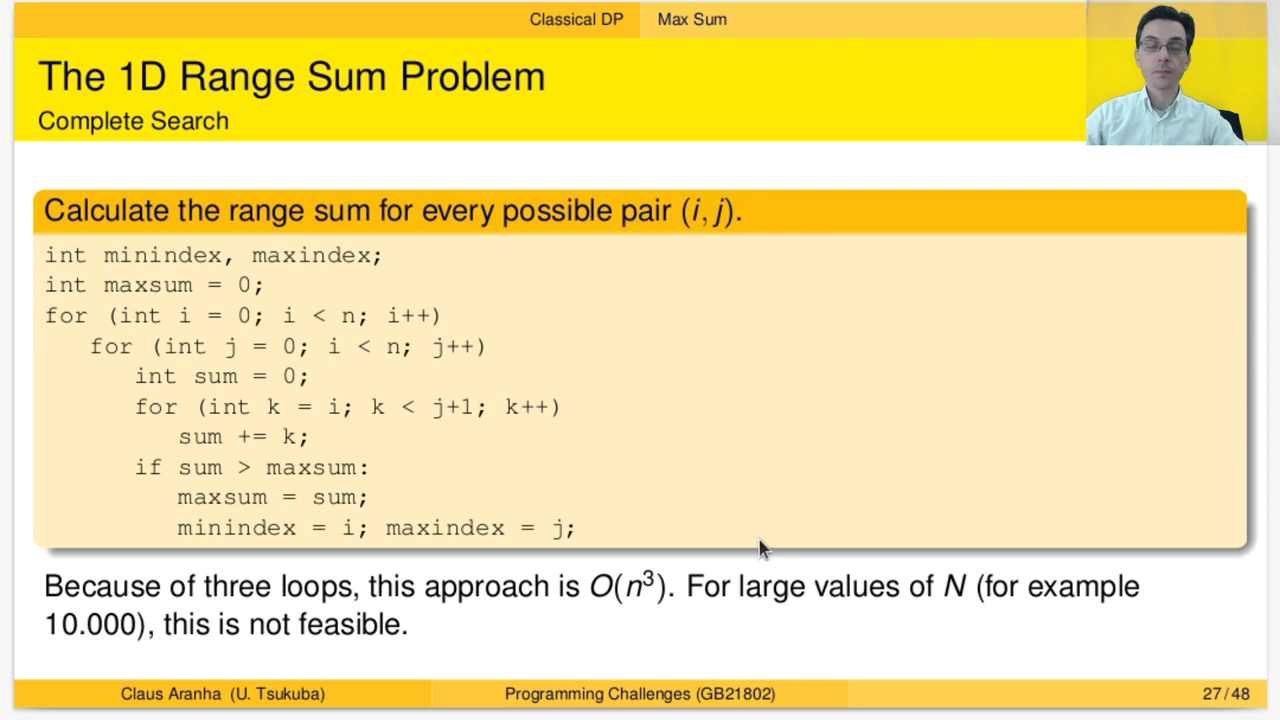 Classical DP Max Sum
The 1D Range Sum Problem
Complete Search
Calculate the range sum for every possible pair (i, j).
int minindex, maxindex;
int maxsum = 0;
for (int i = 0; i < n; i++)
for (int j = 0; i < n; j++)
int sum = 0;
for (int k = i; k < j+1; k++)
sum += k;
if sum > maxsum:
maxsum = sum;
minindex = i; maxindex = j;
Because of three loops, this approach is O(n³). For large values of N (for example
10.000), this is not feasible.
Claus Aranha (U. Tsukuba) Programming Challenges (GB21802) 27 / 48